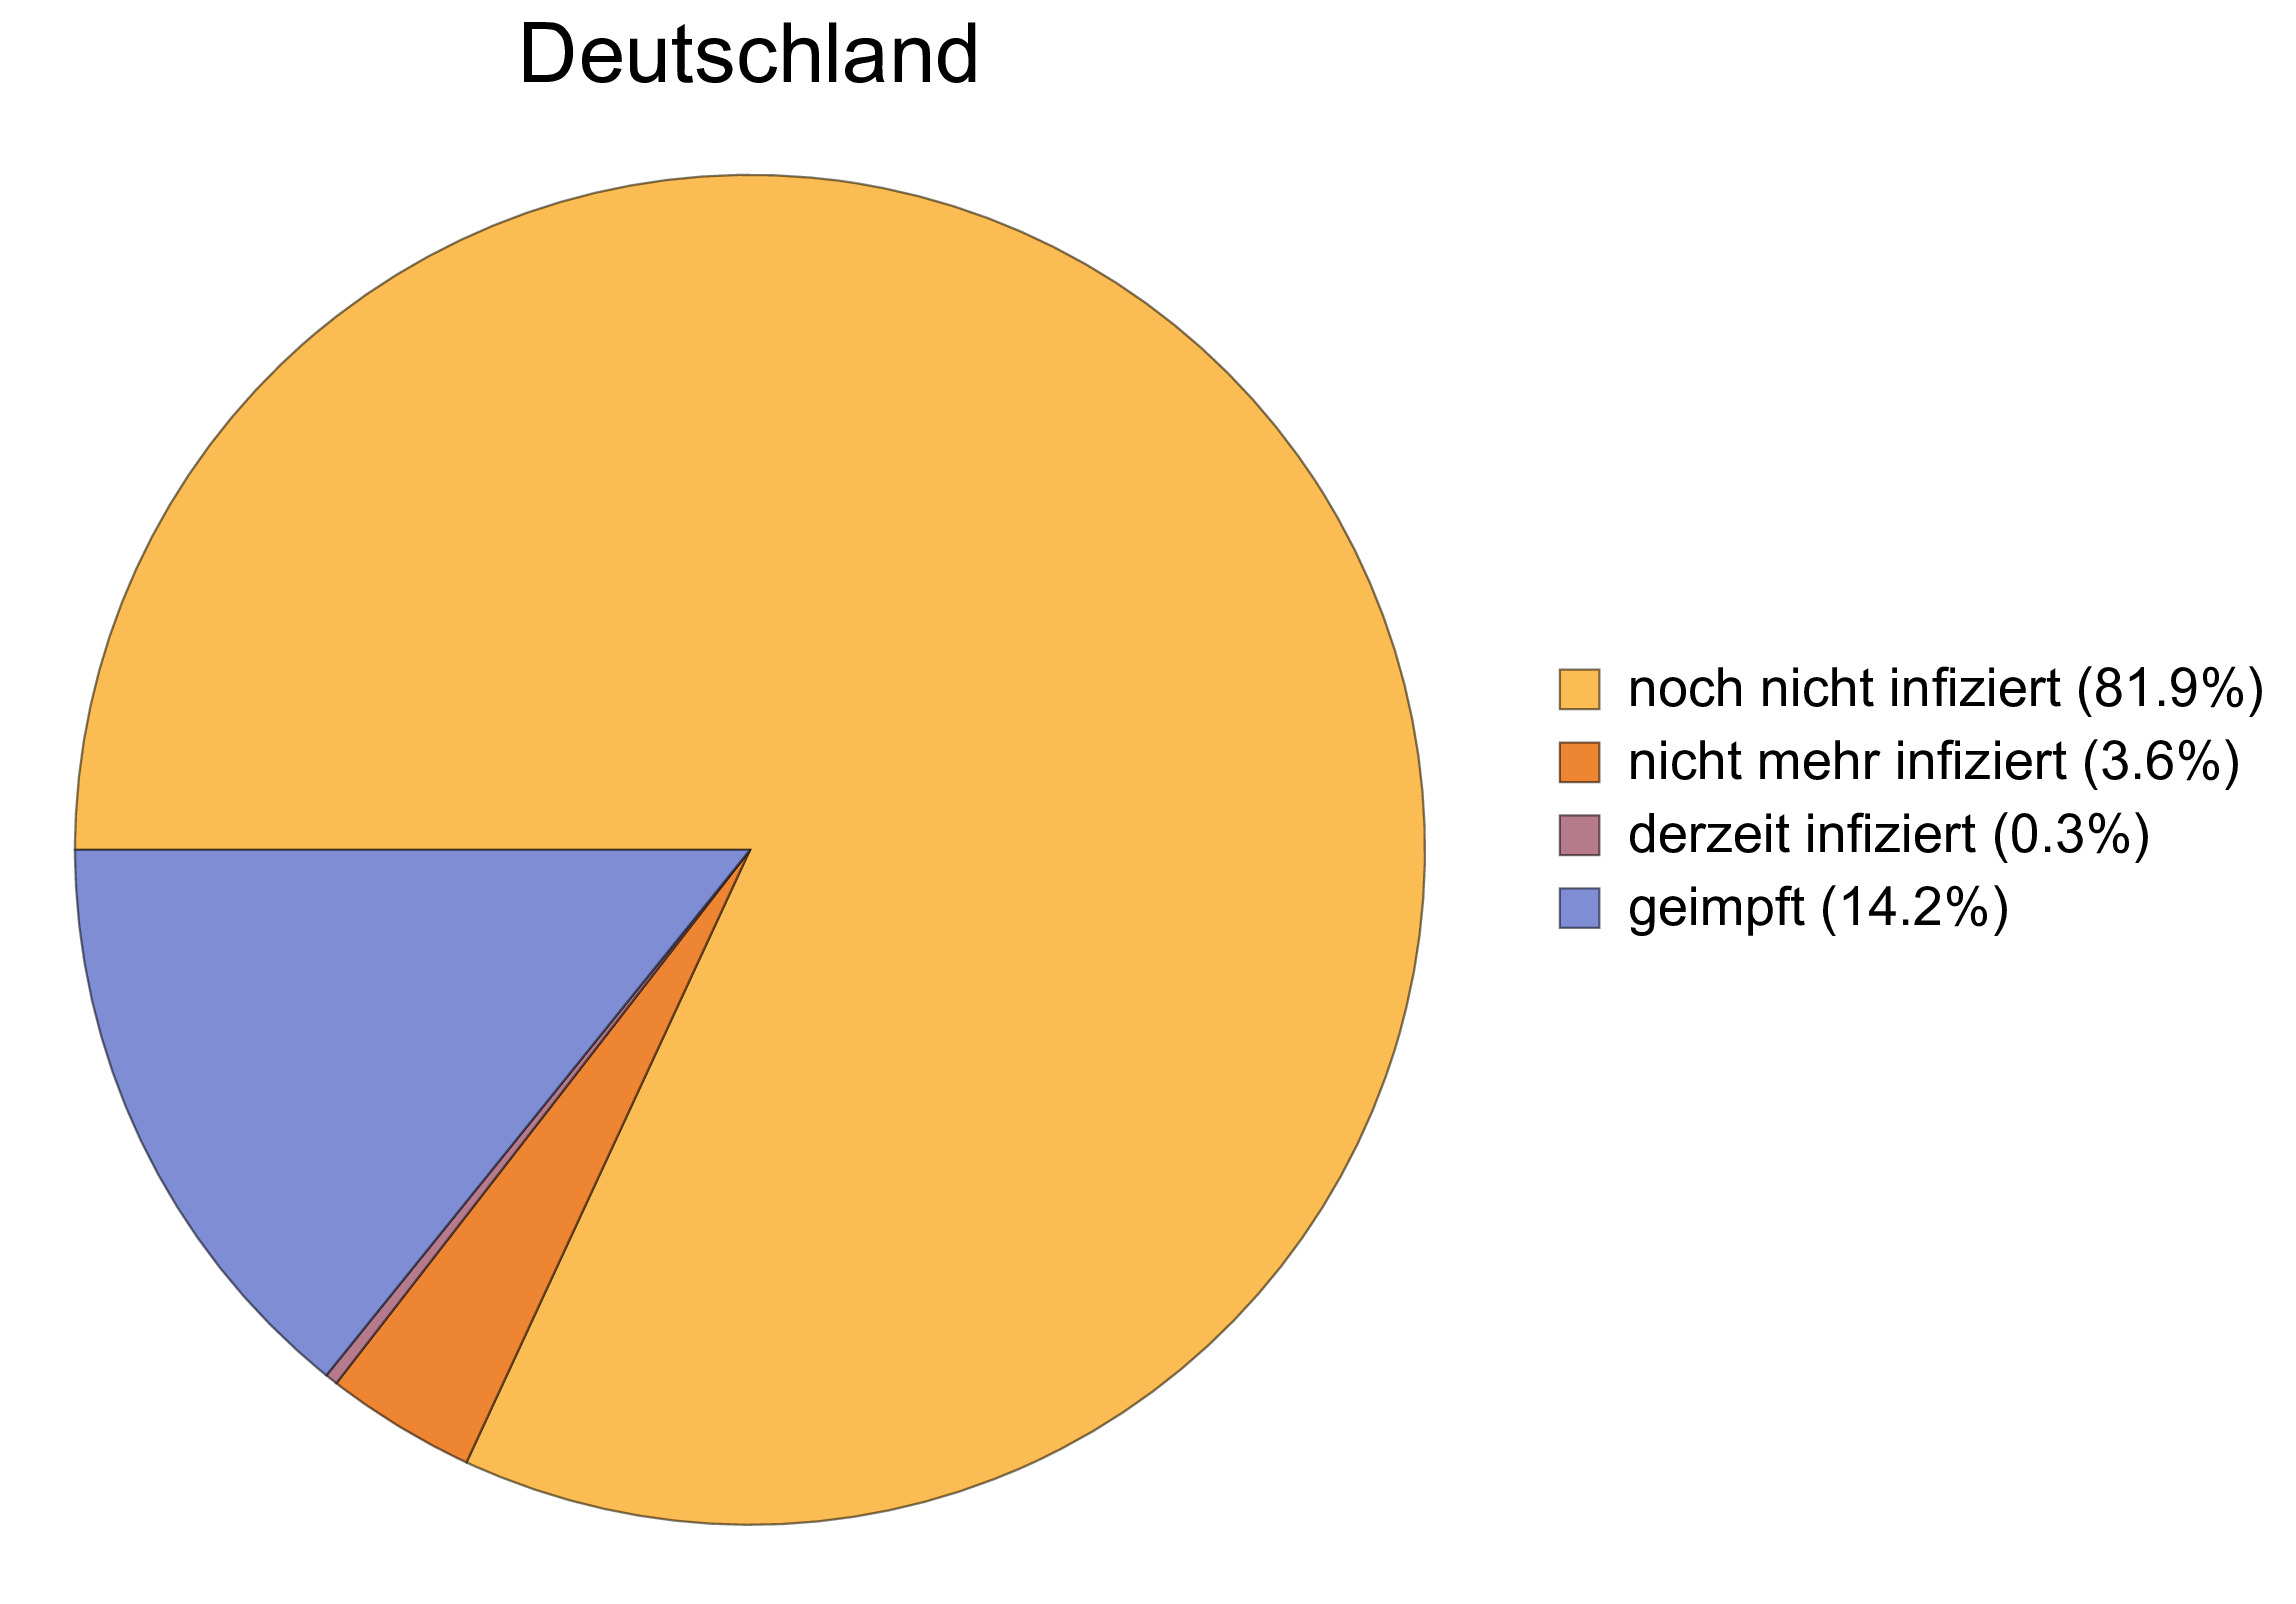 Deutschland
noch nicht infiziert (81.9%)
nicht mehr infiziert (3.6%)
derzeit infiziert (0.3%)
geimpft (14.2%)